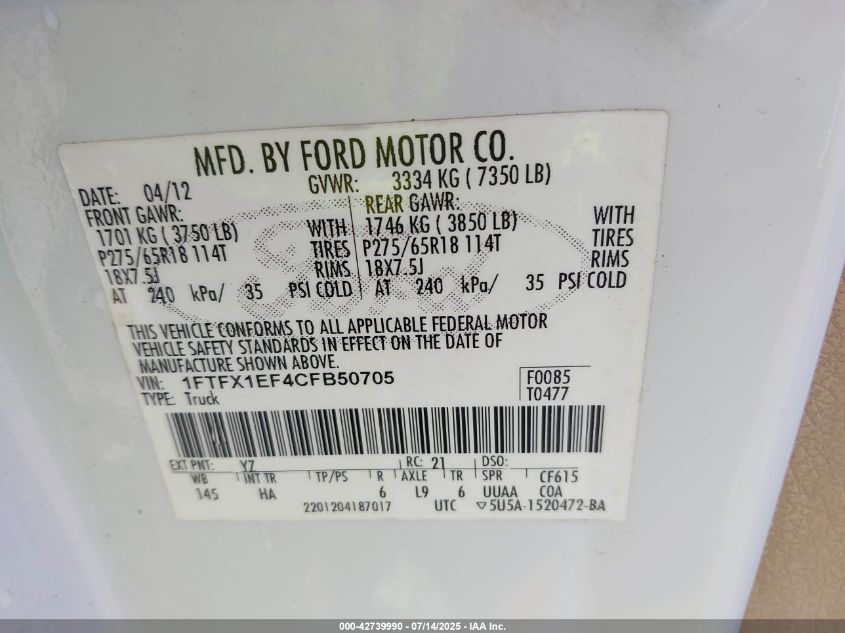 MFD. BY FORD MOTOR CO.
DATE: 04/12 GVWR: 3334 KG ( 7350 LB)
FRONT GAWR: REAR GAWR:
1701 KG ( 3750 LB) WITH 1746 KG ( 3850 LB) WITH
P275/65R18 114T TIRES P275/65R18 114T TIRES
18X7.5J RIMS 18X7.5J RIMS
AT 240 kPa/ 35 PSI COLD AT 240 kPa/ 35 PSI COLD
THIS VEHICLE CONFORMS TO ALL APPLICABLE FEDERAL MOTOR
VEHICLE SAFETY STANDARDS IN EFFECT ON THE DATE OF
MANUFACTURE SHOWN ABOVE.
VIN: 1FTFX1EF4CFB50705 F0085
TYPE: Truck T0477
EXT PNT: YZ RC: 21 DSO:
WB INT TR TP/PS R AXLE TR SPR CF615
145 HA 6 L9 6 UUAA COA
2201204187017 UTC ▽5U5A-1520472-BA
000-42739990 - 07/14/2025 - IAA Inc.